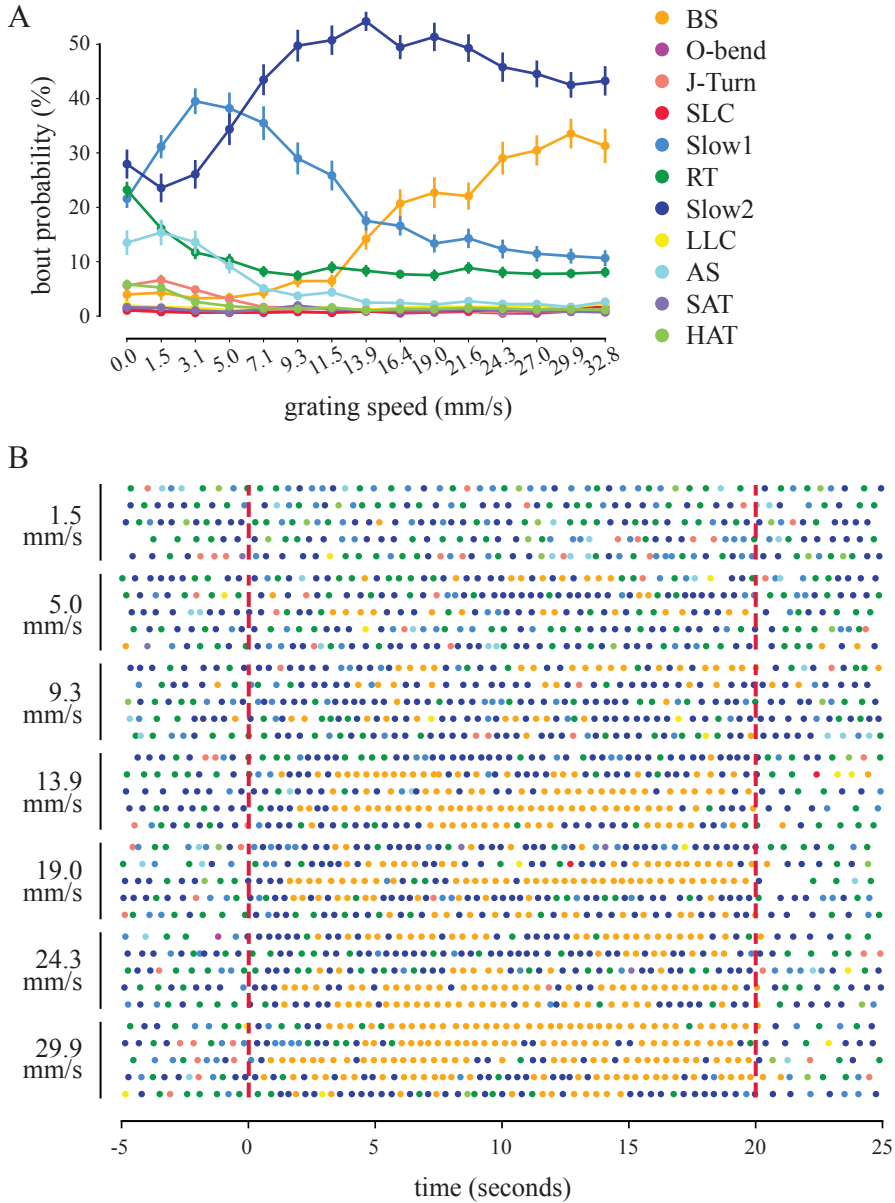 A
bout probability (%)
50
40
30
20
10
0
0.0 1.5 3.1 5.0 7.1 9.3 11.5 13.9 16.4 19.0 21.6 24.3 27.0 29.9 32.8
grating speed (mm/s)
BS
O-bend
J-Turn
SLC
Slow1
RT
Slow2
LLC
AS
SAT
HAT
B
1.5
mm/s
5.0
mm/s
9.3
mm/s
13.9
mm/s
19.0
mm/s
24.3
mm/s
29.9
mm/s
-5 0 5 10 15 20 25
time (seconds)